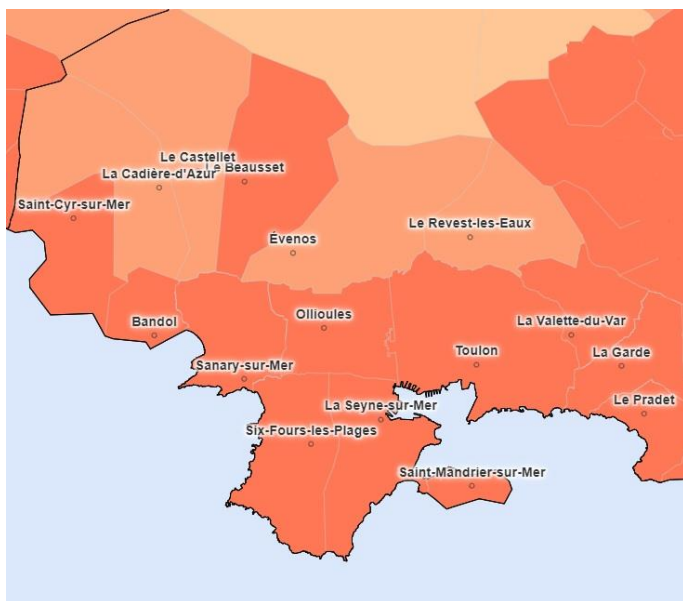 Le Castellet
La Cadière-d'Azur
Le Beausset
Saint-Cyr-sur-Mer
Le Revest-les-Eaux
Évenos
Bandol
Ollioules
La Valette-du-Var
Toulon
La Garde
Sanary-sur-Mer
La Seyne-sur-Mer
Le Pradet
Six-Fours-les-Plages
Saint-Mandrier-sur-Mer